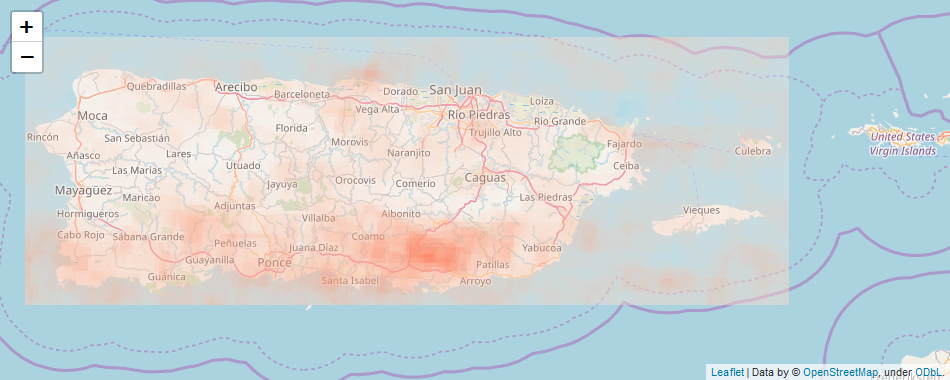 +
−
Quebradillas
Arecibo
Barceloneta
Dorado
San Juan
Loíza
Moca
Vega Alta
Río Piedras
Río Grande
Rincón
San Sebastián
Florida
Trujillo Alto
Fajardo
Culebra
United States
Virgin Islands
Añasco
Lares
Morovis
Naranjito
Las Marías
Utuado
Ceiba
Mayagüez
Maricao
Jayuya
Orocovis
Comerio
Caguas
Las Piedras
Hormigueros
Adjuntas
Villalba
Aibonito
Vieques
Cabo Rojo
Sabana Grande
Peñuelas
Juana Díaz
Coamo
Yabucoa
Guayanilla
Ponce
Patillas
Guánica
Santa Isabel
Arroyo
Leaflet | Data by © OpenStreetMap, under ODbL.